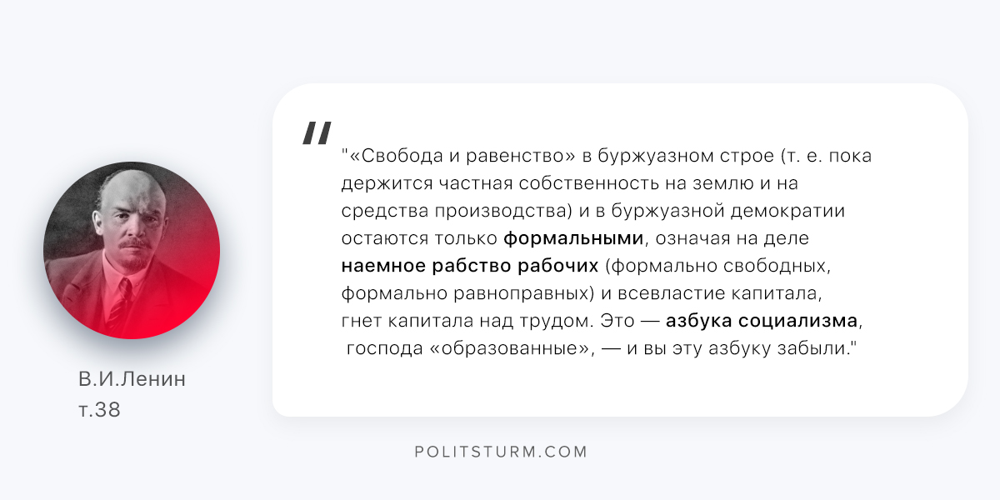 "«Свобода и равенство» в буржуазном строе (т. е. пока
держится частная собственность на землю и на
средства производства) и в буржуазной демократии
остаются только формальными, означая на деле
наемное рабство рабочих (формально свободных,
формально равноправных) и всевластие капитала,
гнет капитала над трудом. Это — азбука социализма,
господа «образованные», — и вы эту азбуку забыли."
В.И.Ленин
т.38
POLITSTURM.COM